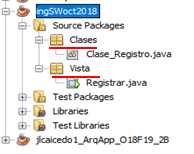 ingSWoct2018
Source Packages
Clases
Clase_Registro.java
Vista
Registrar.java
Test Packages
Libraries
Test Libraries
jlcaicedo1_ArqApp_O18F19_2B